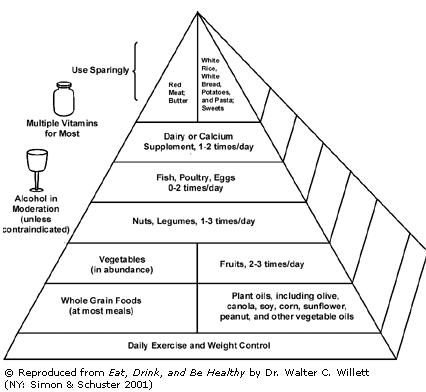 Use Sparingly
Red
Meat;
Butter
White
Rice,
White
Bread,
Potatoes,
and Pasta;
Sweets
Multiple Vitamins
for Most
Dairy or Calcium
Supplement, 1-2 times/day
Fish, Poultry, Eggs
0-2 times/day
Alcohol in
Moderation
(unless
contraindicated)
Nuts, Legumes, 1-3 times/day
Vegetables
(in abundance)
Fruits, 2-3 times/day
Whole Grain Foods
(at most meals)
Plant oils, including olive,
canola, soy, corn, sunflower,
peanut, and other vegetable oils
Daily Exercise and Weight Control
© Reproduced from Eat, Drink, and Be Healthy by Dr. Walter C. Willett
(NY: Simon & Schuster 2001)